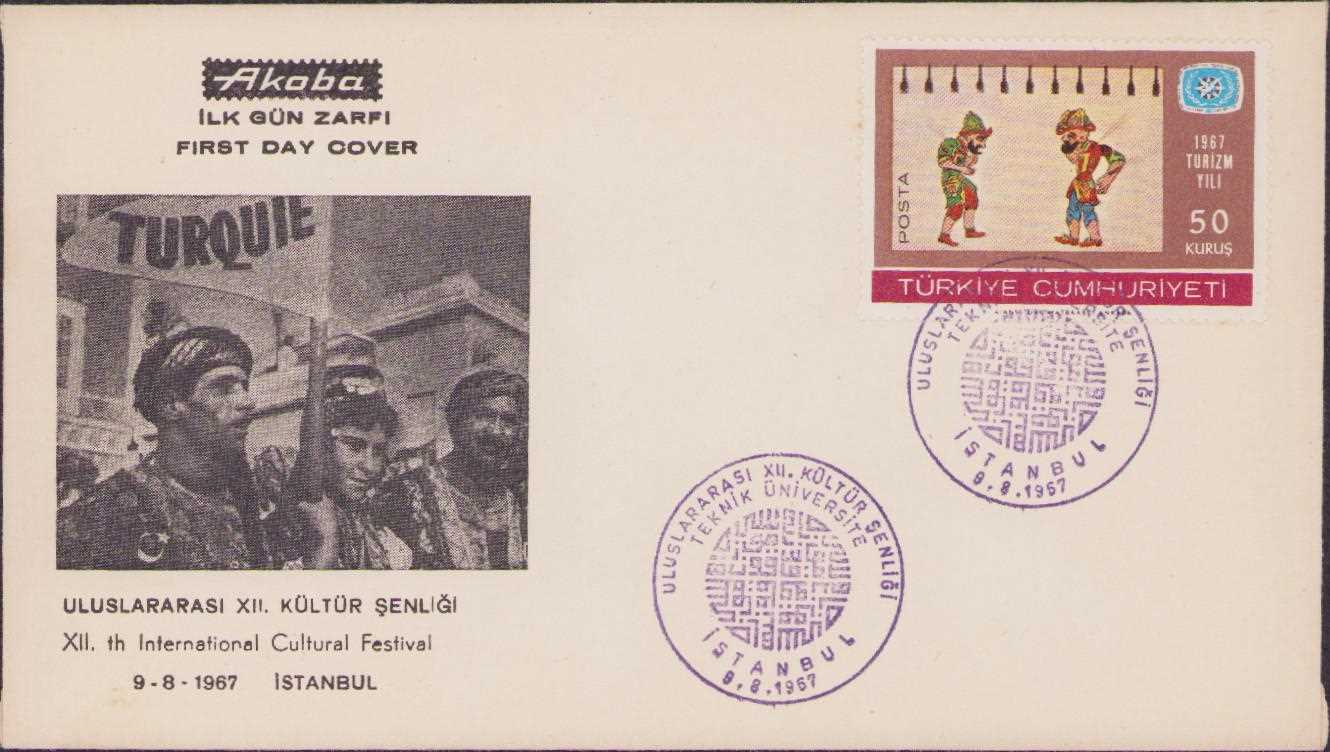 Akoba
İLK GÜN ZARFI
FIRST DAY COVER
TURQUIE
ULUSLARARASI XII. KÜLTÜR ŞENLİĞİ
XII. th International Cultural Festival
9-8-1967 İSTANBUL
1967
TURİZM
YILI
50
KURUŞ
POSTA
TÜRKİYE CUMHURİYETİ
ULUSLARARASI XII. KÜLTÜR ŞENLİĞİ
TEKNİK ÜNİVERSİTE
İSTANBUL
9.8.1967
ULUSLARARASI XII. KÜLTÜR ŞENLİĞİ
TEKNİK ÜNİVERSİTE
İSTANBUL
9.8.1967